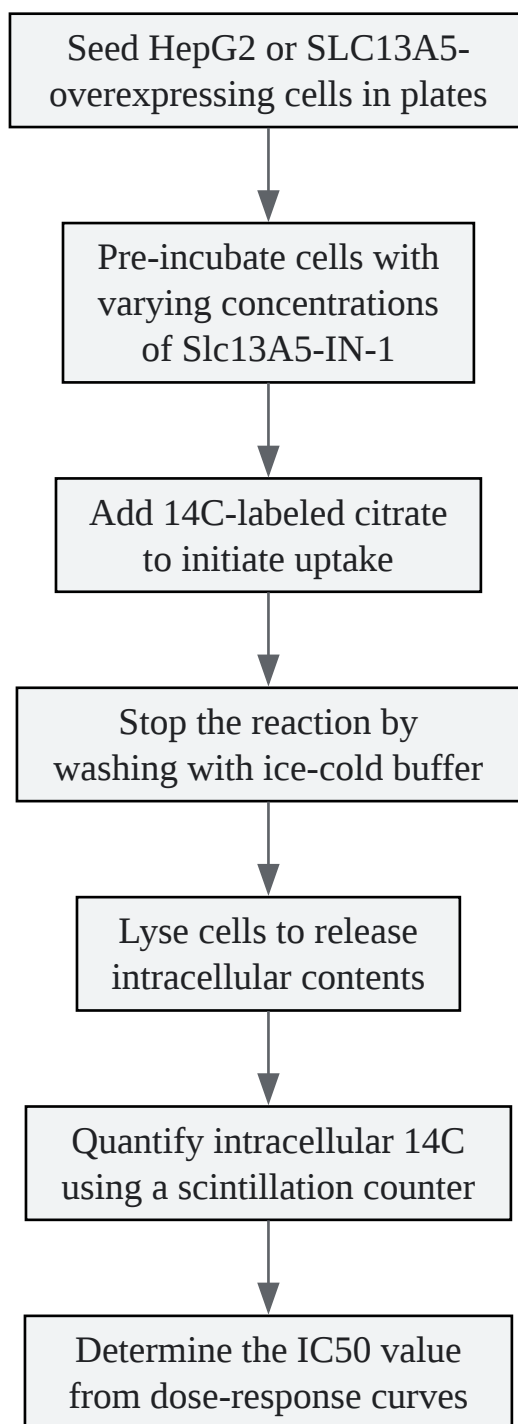 Seed HepG2 or SLC13A5-
overexpressing cells in plates
Pre-incubate cells with
varying concentrations
of Slc13A5-IN-1
Add 14C-labeled citrate
to initiate uptake
Stop the reaction by
washing with ice-cold buffer
Lyse cells to release
intracellular contents
Quantify intracellular 14C
using a scintillation counter
Determine the IC50 value
from dose-response curves